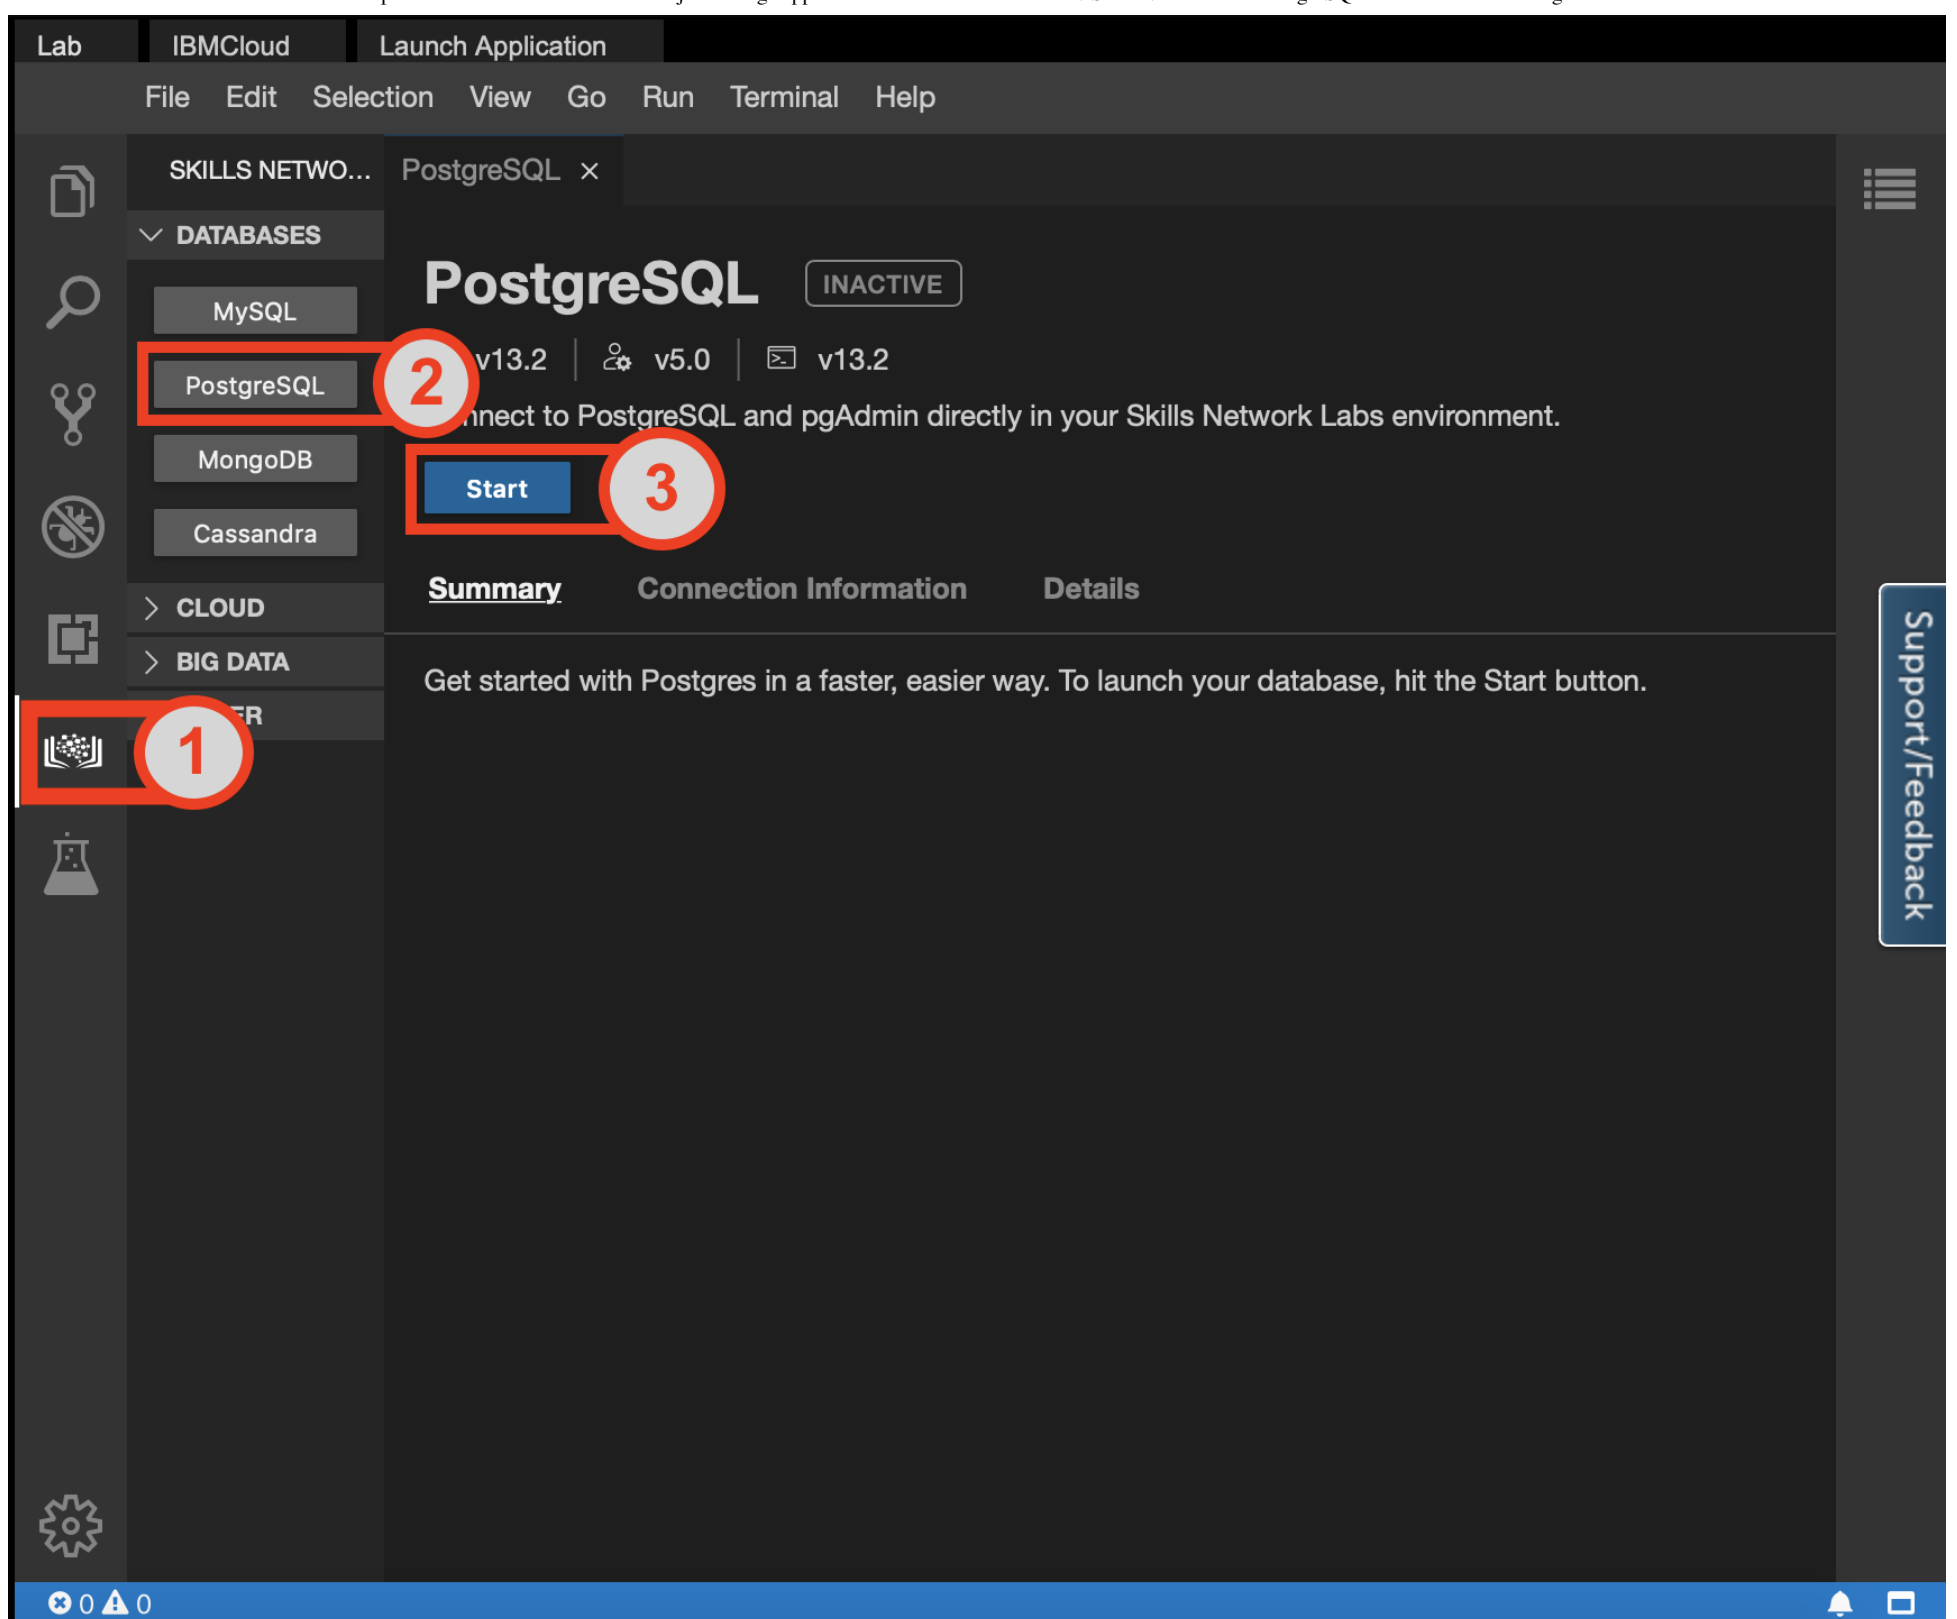 Lab IBMCloud Launch Application
File Edit Selection View Go Run Terminal Help
SKILLS NETWO...
DATABASES
MySQL
PostgreSQL
MongoDB
Cassandra
CLOUD
BIG DATA
ER
1
2
3
PostgreSQL ×
PostgreSQL INACTIVE
v13.2 v5.0 v13.2
nnect to PostgreSQL and pgAdmin directly in your Skills Network Labs environment.
Start
Summary Connection Information Details
Get started with Postgres in a faster, easier way. To launch your database, hit the Start button.
Support/Feedback
0 0